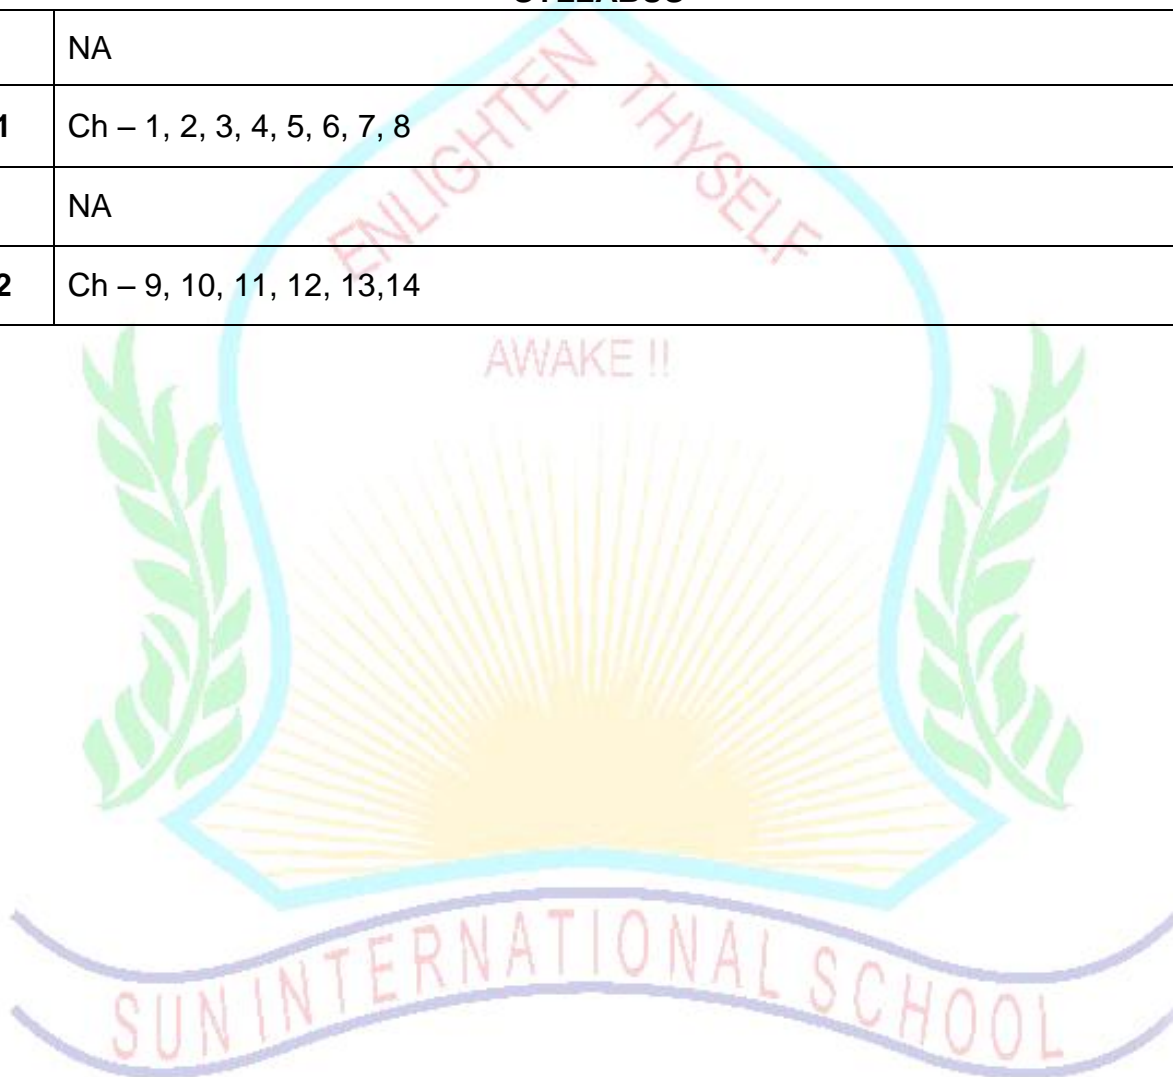 NA
1 Ch – 1, 2, 3, 4, 5, 6, 7, 8
NA
2 Ch – 9, 10, 11, 12, 13,14
ENLIGHTEN THYSELF
AWAKE !!
SUN INTERNATIONAL SCHOOL